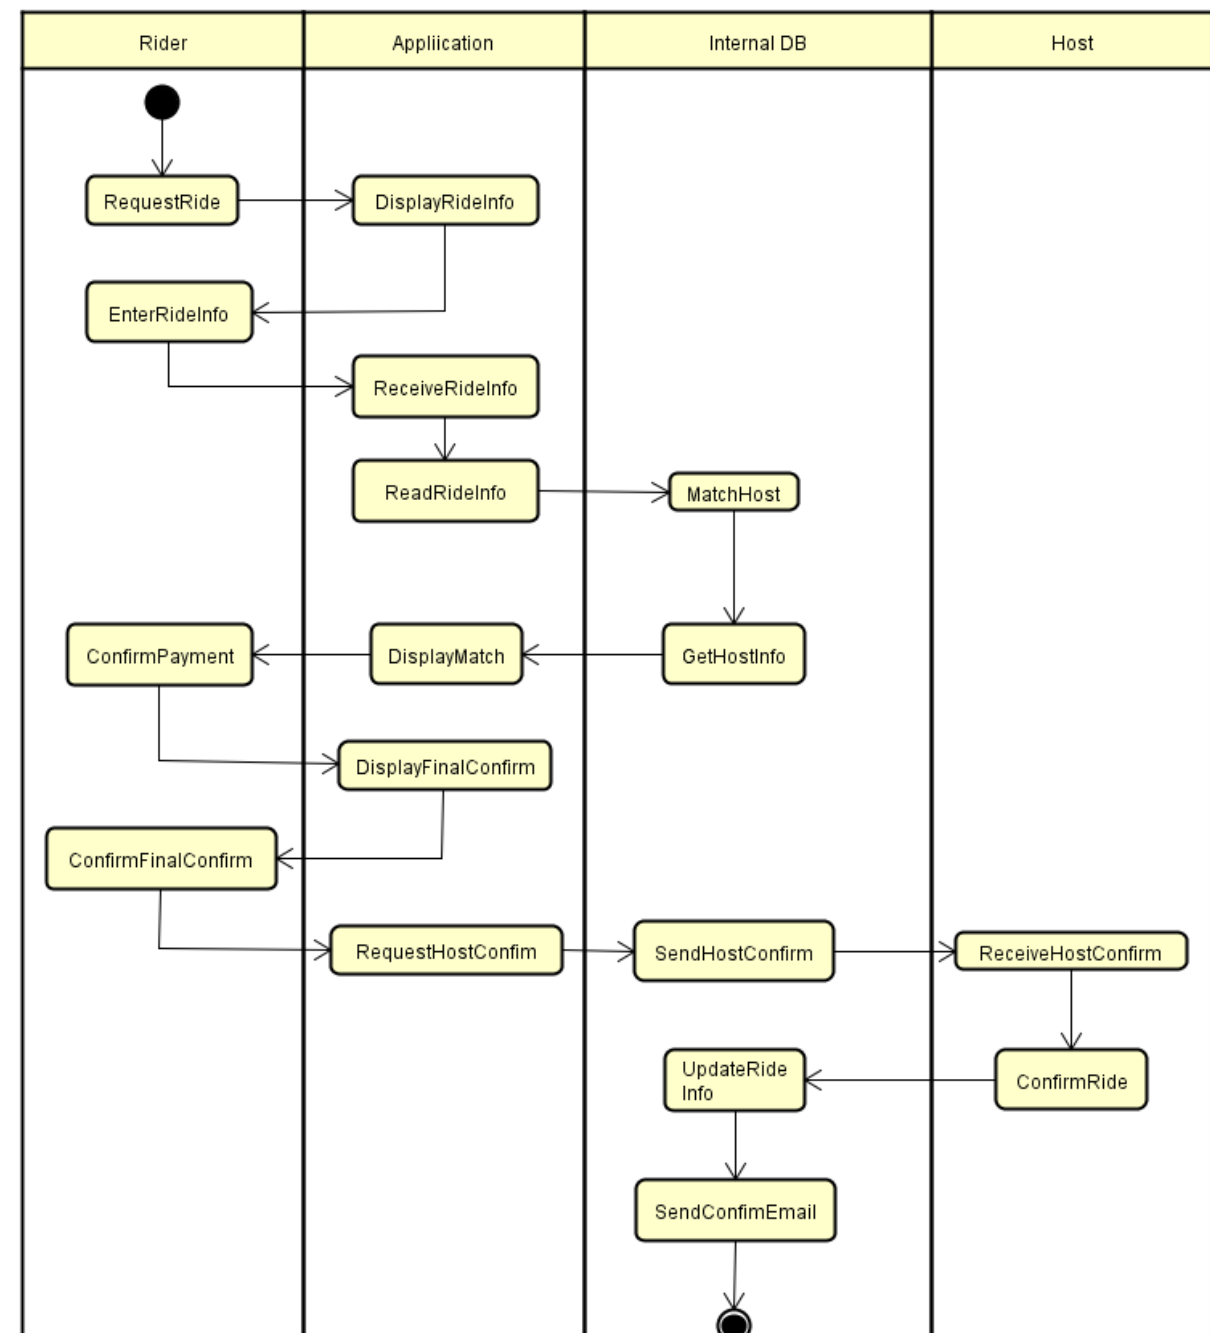 Rider
Appliication
Internal DB
Host
RequestRide
DisplayRideInfo
EnterRideInfo
ReceiveRideInfo
ReadRideInfo
MatchHost
ConfirmPayment
DisplayMatch
GetHostInfo
DisplayFinalConfirm
ConfirmFinalConfirm
RequestHostConfim
SendHostConfirm
ReceiveHostConfirm
UpdateRide
Info
ConfirmRide
SendConfimEmail